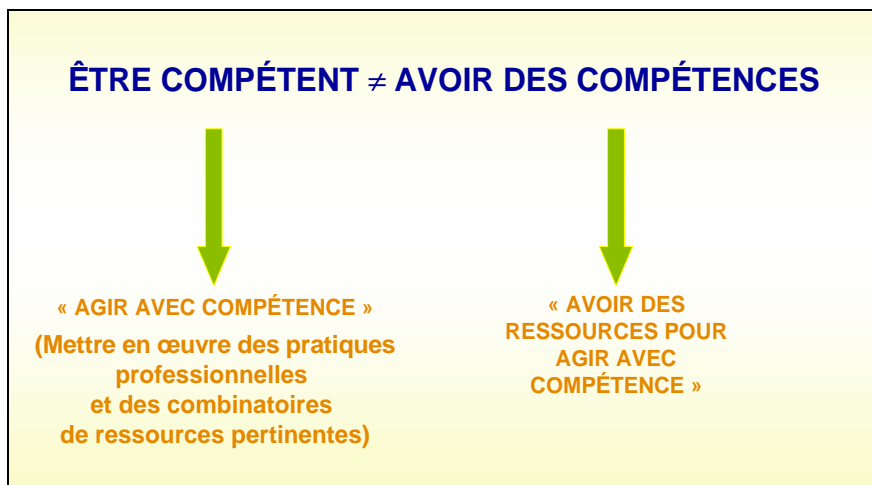 ÊTRE COMPÉTENT ≠ AVOIR DES COMPÉTENCES
« AGIR AVEC COMPÉTENCE »
(Mettre en œuvre des pratiques
professionnelles
et des combinatoires
de ressources pertinentes)
« AVOIR DES
RESSOURCES POUR
AGIR AVEC
COMPÉTENCE »